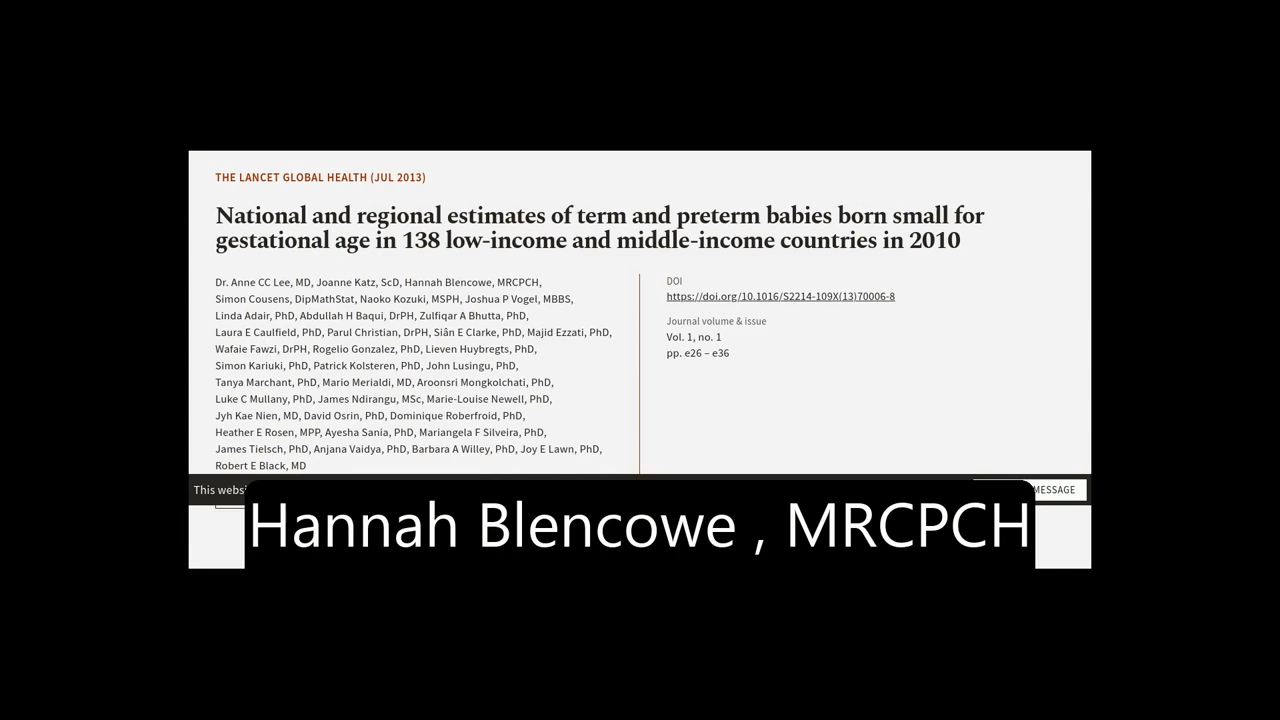 THE LANCET GLOBAL HEALTH (JUL 2013)
National and regional estimates of term and preterm babies born small for
gestational age in 138 low-income and middle-income countries in 2010
Dr. Anne CC Lee, MD, Joanne Katz, ScD, Hannah Blencowe, MRCPCH,
Simon Cousens, DipMathStat, Naoko Kozuki, MSPH, Joshua P Vogel, MBBS,
Linda Adair, PhD, Abdullah H Baqui, DrPH, Zulfiqar A Bhutta, PhD,
Laura E Caulfield, PhD, Parul Christian, DrPH, Siân E Clarke, PhD, Majid Ezzati, PhD,
Wafaie Fawzi, DrPH, Rogelio Gonzalez, PhD, Lieven Huybregts, PhD,
Simon Kariuki, PhD, Patrick Kolsteren, PhD, John Lusingu, PhD,
Tanya Marchant, PhD, Mario Merialdi, MD, Aroonsri Mongkolchati, PhD,
Luke C Mullany, PhD, James Ndirangu, MSc, Marie-Louise Newell, PhD,
Jyh Kae Nien, MD, David Osrin, PhD, Dominique Roberfroid, PhD,
Heather E Rosen, MPP, Ayesha Sania, PhD, Mariangela F Silveira, PhD,
James Tielsch, PhD, Anjana Vaidya, PhD, Barbara A Willey, PhD, Joy E Lawn, PhD,
Robert E Black, MD
DOI
https://doi.org/10.1016/S2214-109X(13)70006-8
Journal volume & issue
Vol. 1, no. 1
pp. e26 – e36
This MESSAGE
Hannah Blencowe , MRCPCH